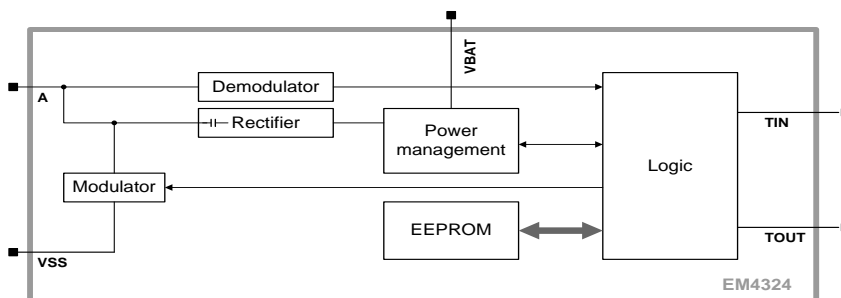 VBAT
A
Demodulator
Rectifier
Power
management
TIN
Logic
Modulator
EEPROM
TOUT
VSS
EM4324